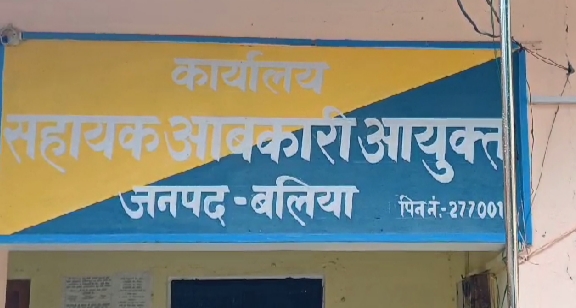 कार्यालय
सहायक आबकारी आयुक्त
जनपद - बलिया
पिन नं:- 277001